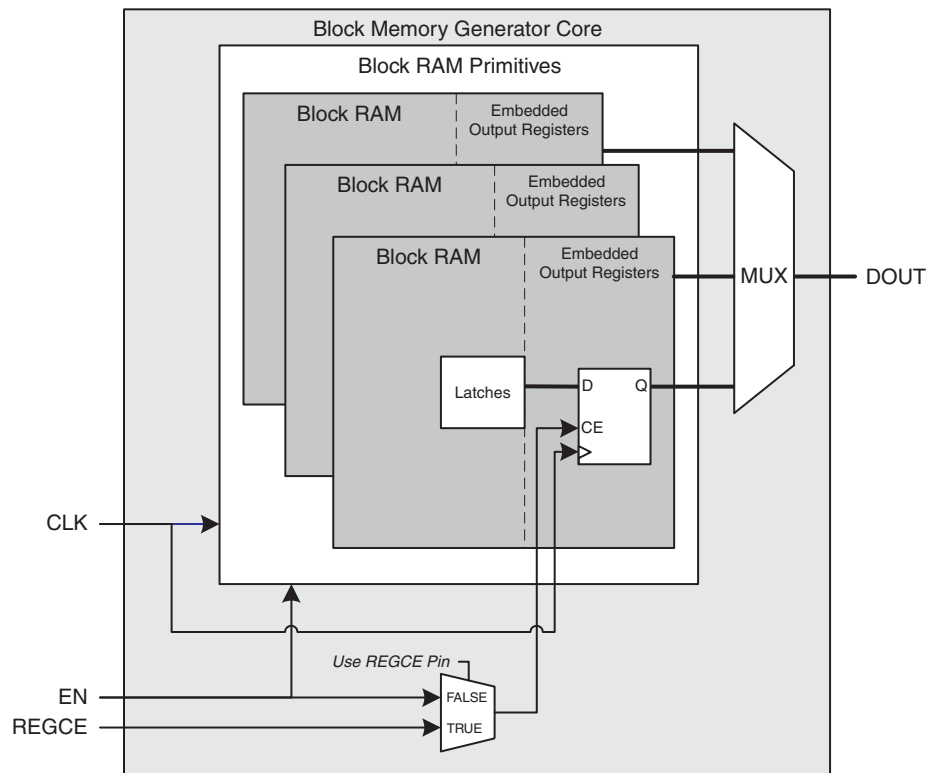 Block Memory Generator Core
Block RAM Primitives
Block RAM
Embedded
Output Registers
Block RAM
Embedded
Output Registers
Block RAM
Embedded
Output Registers
MUX
DOUT
Latches
D
Q
CE
CLK
Use REGCE Pin
EN
FALSE
REGCE
TRUE